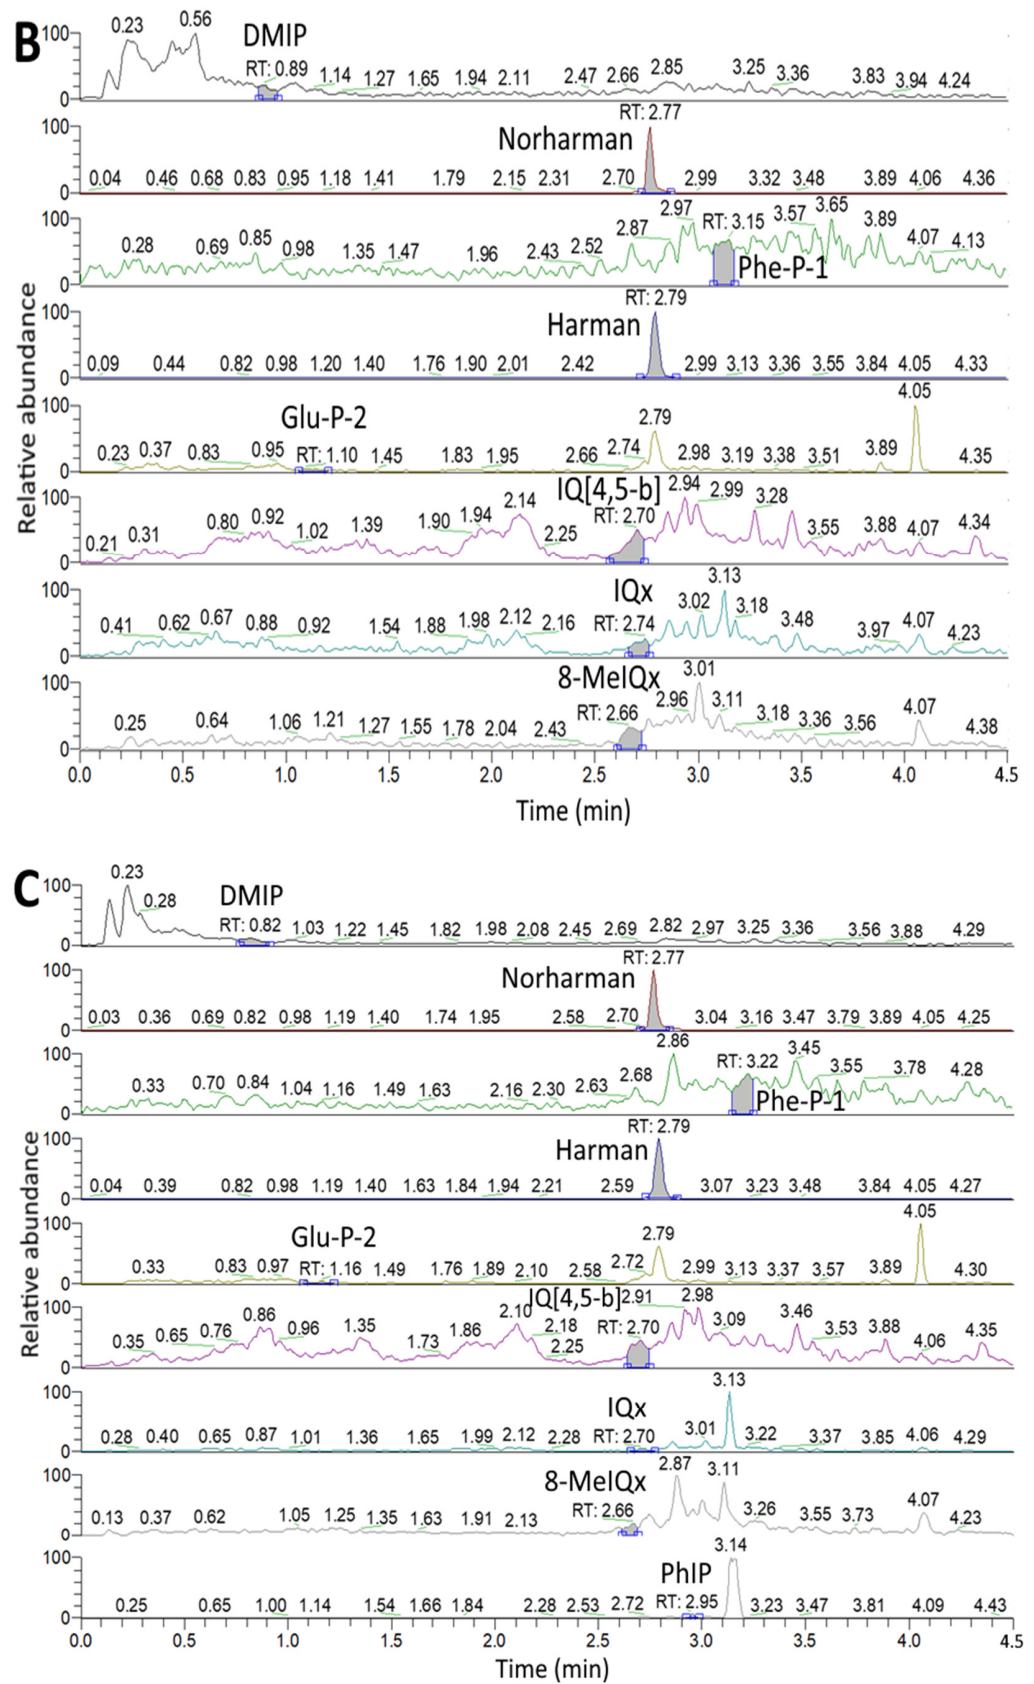 B
Relative abundance
DMIP
100
0
0.23 0.56 RT: 0.89 1.14 1.27 1.65 1.94 2.11 2.47 2.66 2.85 3.25 3.36 3.83 3.94 4.24
Norharman
100
0
0.04 0.46 0.68 0.83 0.95 1.18 1.41 1.79 2.15 2.31 2.70 RT: 2.77 2.99 3.32 3.48 3.89 4.06 4.36
Phe-P-1
100
0
0.28 0.69 0.85 0.98 1.35 1.47 1.96 2.43 2.52 2.87 2.97 RT: 3.15 3.57 3.65 3.89 4.07 4.13
Harman
100
0
0.09 0.44 0.82 0.98 1.20 1.40 1.76 1.90 2.01 2.42 RT: 2.79 2.99 3.13 3.36 3.55 3.84 4.05 4.33
Glu-P-2
100
0
0.23 0.37 0.83 0.95 RT: 1.10 1.45 1.83 1.95 2.66 2.74 2.79 2.98 3.19 3.38 3.51 3.89 4.05 4.35
IQ[4,5-b]
100
0
0.21 0.31 0.80 0.92 1.02 1.39 1.90 1.94 2.14 2.25 RT: 2.70 2.94 2.99 3.28 3.55 3.88 4.07 4.34
IQx
100
0
0.41 0.62 0.67 0.88 0.92 1.54 1.88 1.98 2.12 2.16 RT: 2.74 3.02 3.13 3.18 3.48 3.97 4.07 4.23
8-MeIQx
100
0
0.25 0.64 1.06 1.21 1.27 1.55 1.78 2.04 2.43 RT: 2.66 2.96 3.01 3.11 3.18 3.36 3.56 4.07 4.38
0.0 0.5 1.0 1.5 2.0 2.5 3.0 3.5 4.0 4.5
Time (min)
C
Relative abundance
DMIP
100
0
0.23 0.28 RT: 0.82 1.03 1.22 1.45 1.82 1.98 2.08 2.45 2.69 2.82 2.97 3.25 3.36 3.56 3.88 4.29
Norharman
100
0
0.03 0.36 0.69 0.82 0.98 1.19 1.40 1.74 1.95 2.58 2.70 RT: 2.77 3.04 3.16 3.47 3.79 3.89 4.05 4.25
Phe-P-1
100
0
0.33 0.70 0.84 1.04 1.16 1.49 1.63 2.16 2.30 2.63 2.68 2.86 RT: 3.22 3.45 3.55 3.78 4.28
Harman
100
0
0.04 0.39 0.82 0.98 1.19 1.40 1.63 1.84 1.94 2.21 2.59 RT: 2.79 3.07 3.23 3.48 3.84 4.05 4.27
Glu-P-2
100
0
0.33 0.83 0.97 RT: 1.16 1.49 1.76 1.89 2.10 2.58 2.72 2.79 2.99 3.13 3.37 3.57 3.89 4.05 4.30
IQ[4,5-b]
100
0
0.35 0.65 0.76 0.86 0.96 1.35 1.73 1.86 2.10 2.18 2.25 RT: 2.70 2.91 2.98 3.09 3.46 3.53 3.88 4.06 4.35
IQx
100
0
0.28 0.40 0.65 0.87 1.01 1.36 1.65 1.99 2.12 2.28 RT: 2.70 3.01 3.13 3.22 3.37 3.85 4.06 4.29
8-MeIQx
100
0
0.13 0.37 0.62 1.05 1.25 1.35 1.63 1.91 2.13 RT: 2.66 2.87 3.11 3.26 3.55 3.73 4.07 4.23
PhIP
100
0
0.25 0.65 1.00 1.14 1.54 1.66 1.84 2.28 2.53 2.72 RT: 2.95 3.14 3.23 3.47 3.81 4.09 4.43
0.0 0.5 1.0 1.5 2.0 2.5 3.0 3.5 4.0 4.5
Time (min)